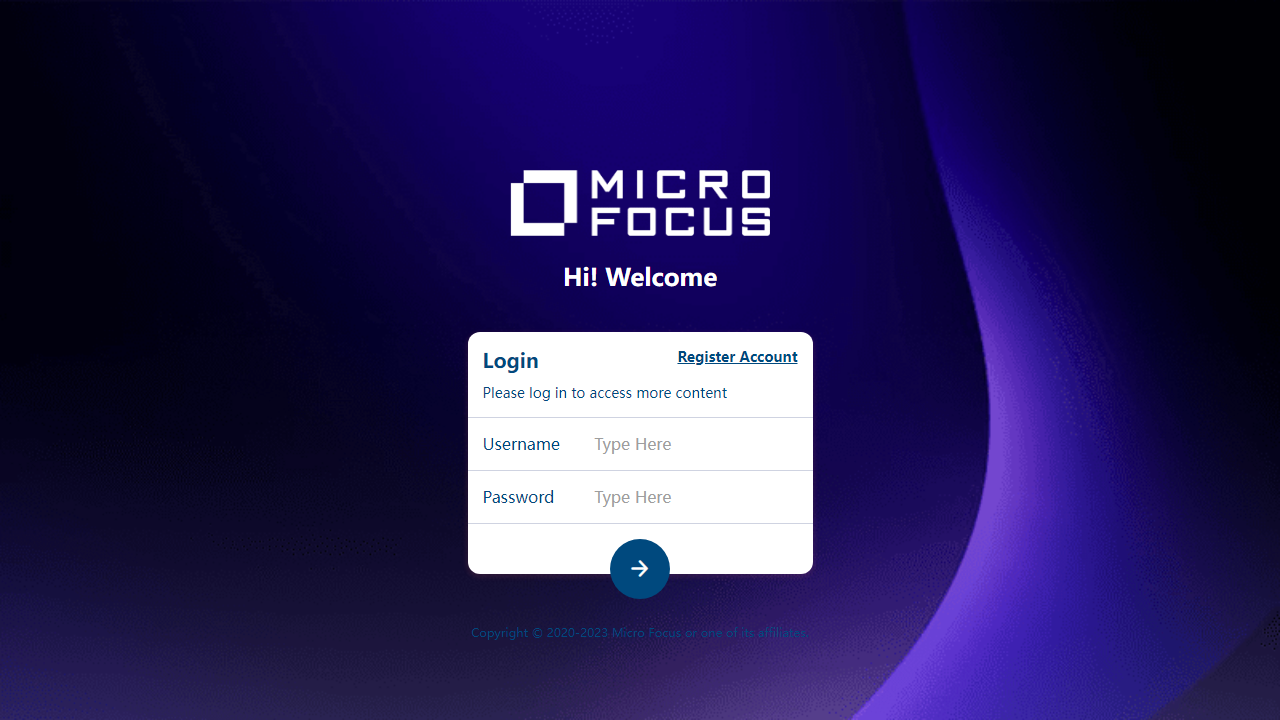 MICRO
FOCUS
Hi! Welcome
Login
Register Account
Please log in to access more content
Username
Type Here
Password
Type Here
Copyright © 2020-2023 Micro Focus or one of its affiliates.